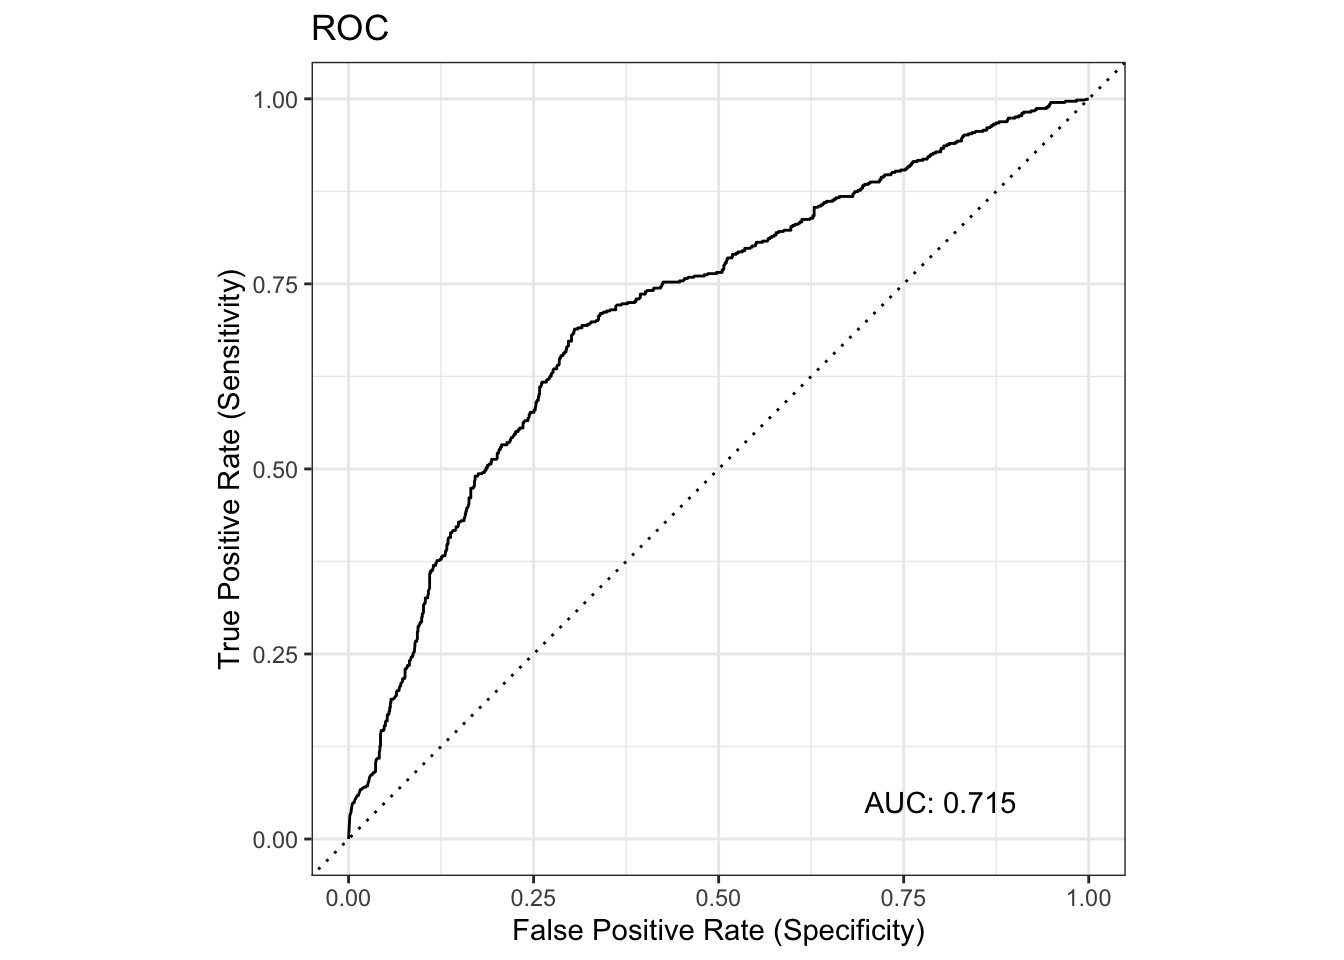 ROC
True Positive Rate (Sensitivity)
1.00
0.75
0.50
0.25
0.00
AUC: 0.715
0.00 0.25 0.50 0.75 1.00
False Positive Rate (Specificity)